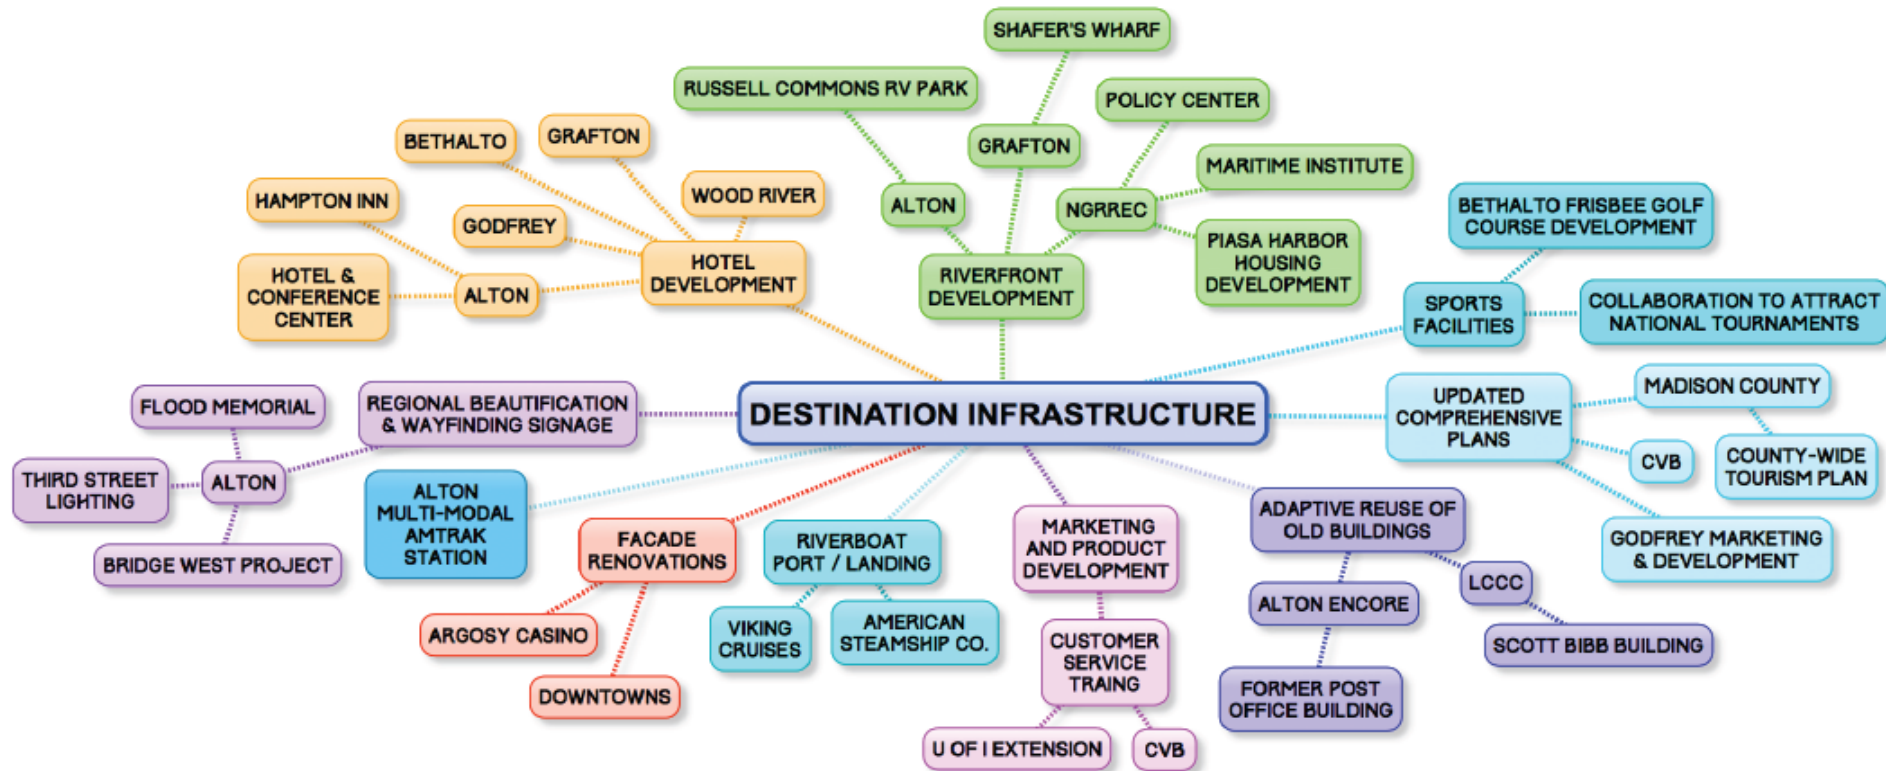 SHAFER'S WHARF
RUSSELL COMMONS RV PARK
POLICY CENTER
BETHALTO
GRAFTON
GRAFTON
MARITIME INSTITUTE
HAMPTON INN
WOOD RIVER
ALTON
NGRREC
GODFREY
BETHALTO FRISBEE GOLF
COURSE DEVELOPMENT
PIASA HARBOR
HOUSING
DEVELOPMENT
HOTEL
DEVELOPMENT
RIVERFRONT
DEVELOPMENT
HOTEL &
CONFERENCE
CENTER
ALTON
SPORTS
FACILITIES
COLLABORATION TO ATTRACT
NATIONAL TOURNAMENTS
FLOOD MEMORIAL
REGIONAL BEAUTIFICATION
& WAYFINDING SIGNAGE
DESTINATION INFRASTRUCTURE
UPDATED
COMPREHENSIVE
PLANS
MADISON COUNTY
THIRD STREET
LIGHTING
ALTON
CVB
COUNTY-WIDE
TOURISM PLAN
BRIDGE WEST PROJECT
ALTON
MULTI-MODAL
AMTRAK
STATION
FACADE
RENOVATIONS
RIVERBOAT
PORT / LANDING
MARKETING
AND PRODUCT
DEVELOPMENT
ADAPTIVE REUSE OF
OLD BUILDINGS
GODFREY MARKETING
& DEVELOPMENT
LCCC
ALTON ENCORE
ARGOSY CASINO
VIKING
CRUISES
AMERICAN
STEAMSHIP CO.
CUSTOMER
SERVICE
TRAING
SCOTT BIBB BUILDING
DOWNTOWNS
FORMER POST
OFFICE BUILDING
U OF I EXTENSION
CVB